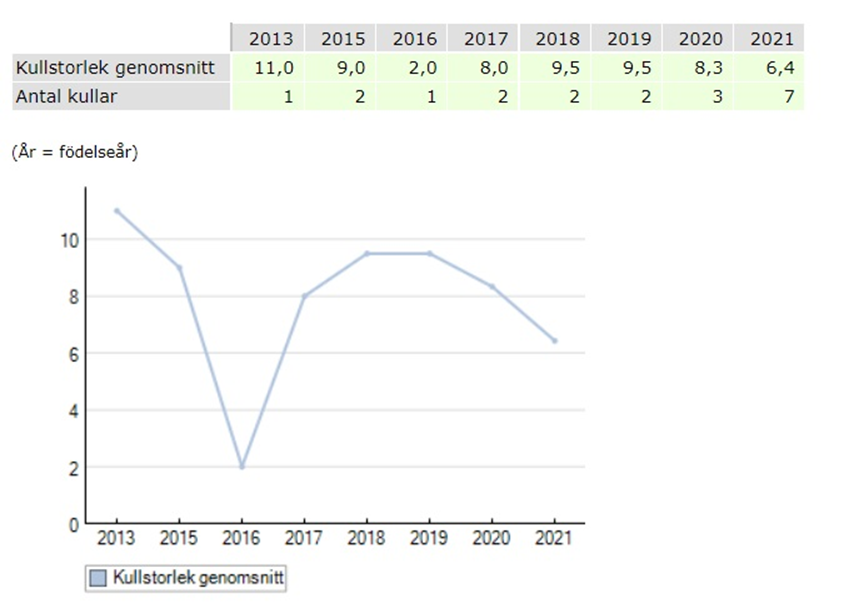 2013 2015 2016 2017 2018 2019 2020 2021
Kullstorlek genomsnitt 11,0 9,0 2,0 8,0 9,5 9,5 8,3 6,4
Antal kullar 1 2 1 2 2 2 3 7
(År = födelseår)
10
8
6
4
2
0
2013 2015 2016 2017 2018 2019 2020 2021
Kullstorlek genomsnitt